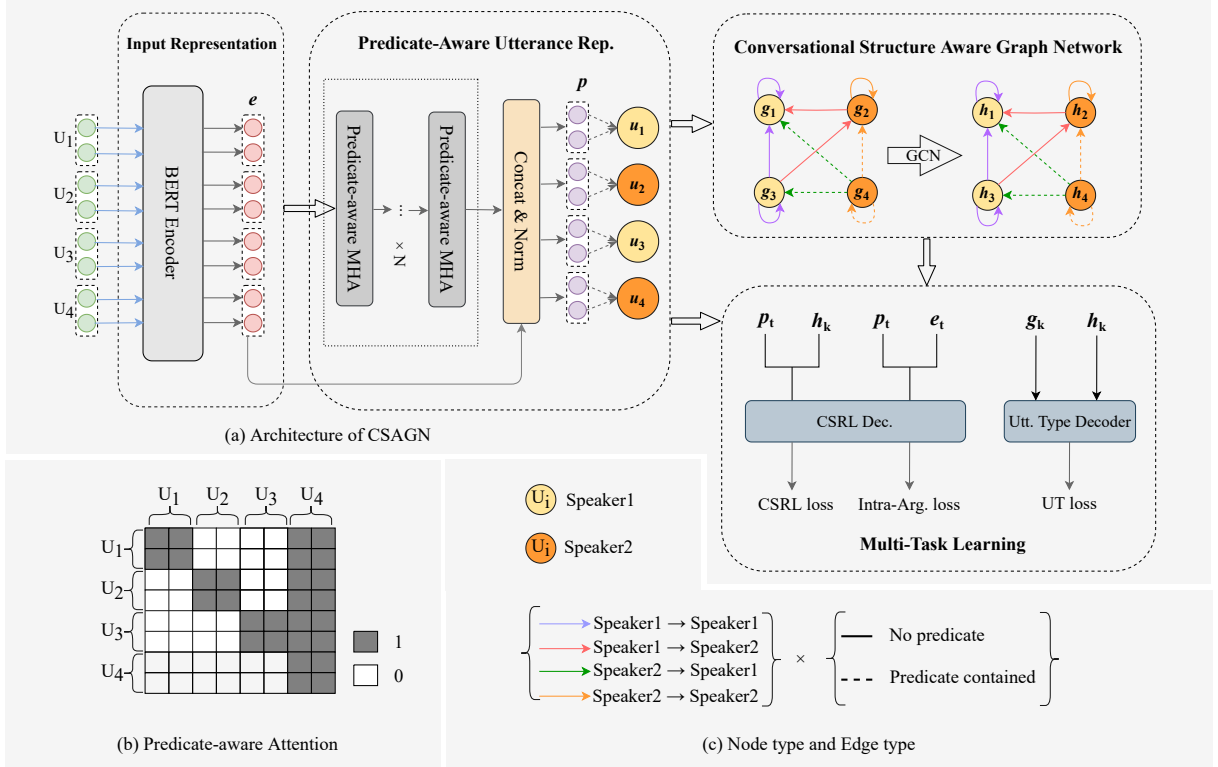 Input Representation
e
U1
U2
U3
U4
BERT Encoder
Predicate-Aware Utterance Rep.
Predicate-aware MHA
...
× N
Predicate-aware MHA
Concat & Norm
p
u1
u2
u3
u4
Conversational Structure Aware Graph Network
g1
g2
g3
g4
GCN
h1
h2
h3
h4
pt
hk
pt
et
gk
hk
CSRL Dec.
Utt. Type Decoder
CSRL loss
Intra-Arg. loss
UT loss
Multi-Task Learning
(a) Architecture of CSAGN
U1 U2 U3 U4
U1
U2
U3
U4
1
0
(b) Predicate-aware Attention
Ui Speaker1
Ui Speaker2
Speaker1 → Speaker1
Speaker1 → Speaker2
Speaker2 → Speaker1
Speaker2 → Speaker2
×
No predicate
Predicate contained
(c) Node type and Edge type